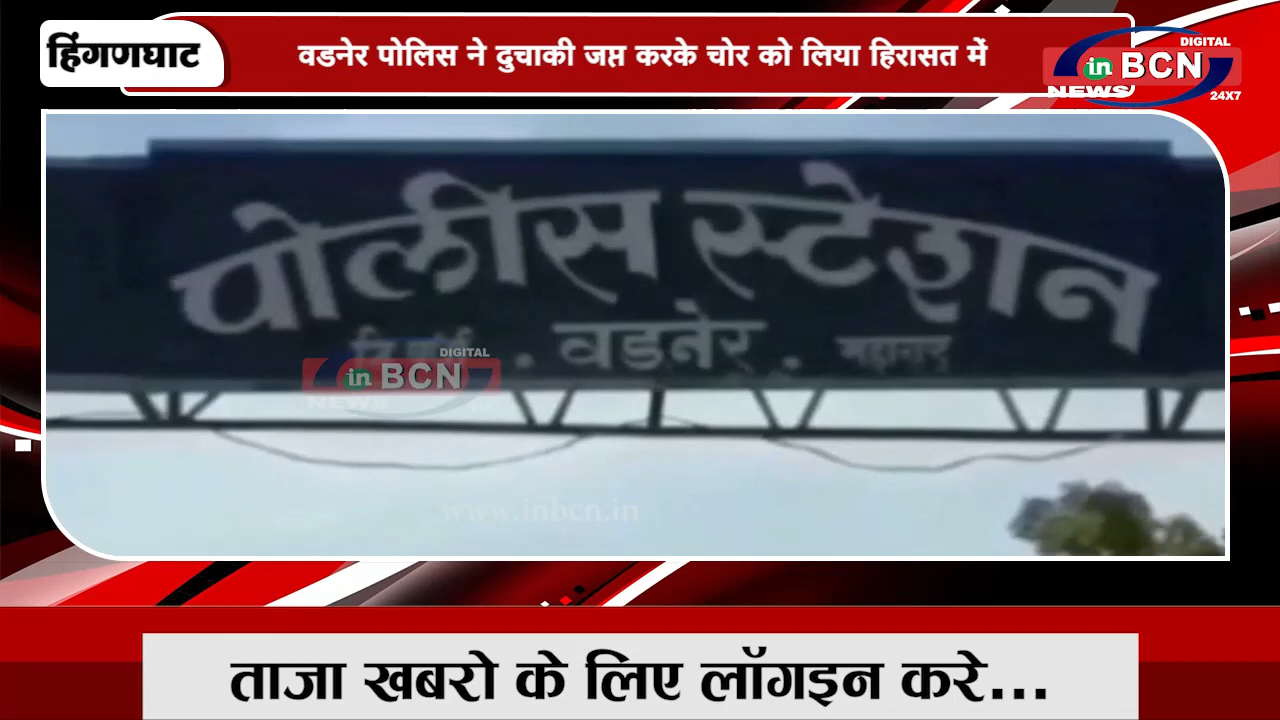 हिंगणघाट
वडनेर पोलिस ने दुचाकी जप्त करके चोर को लिया हिरासत में
DIGITAL
in BCN
NEWS
24X7
पोलीस स्टेशन
. वडनेर .
DIGITAL
in BCN
NEWS
www.inbcn.in
ताजा खबरो के लिए लॉगइन करे...